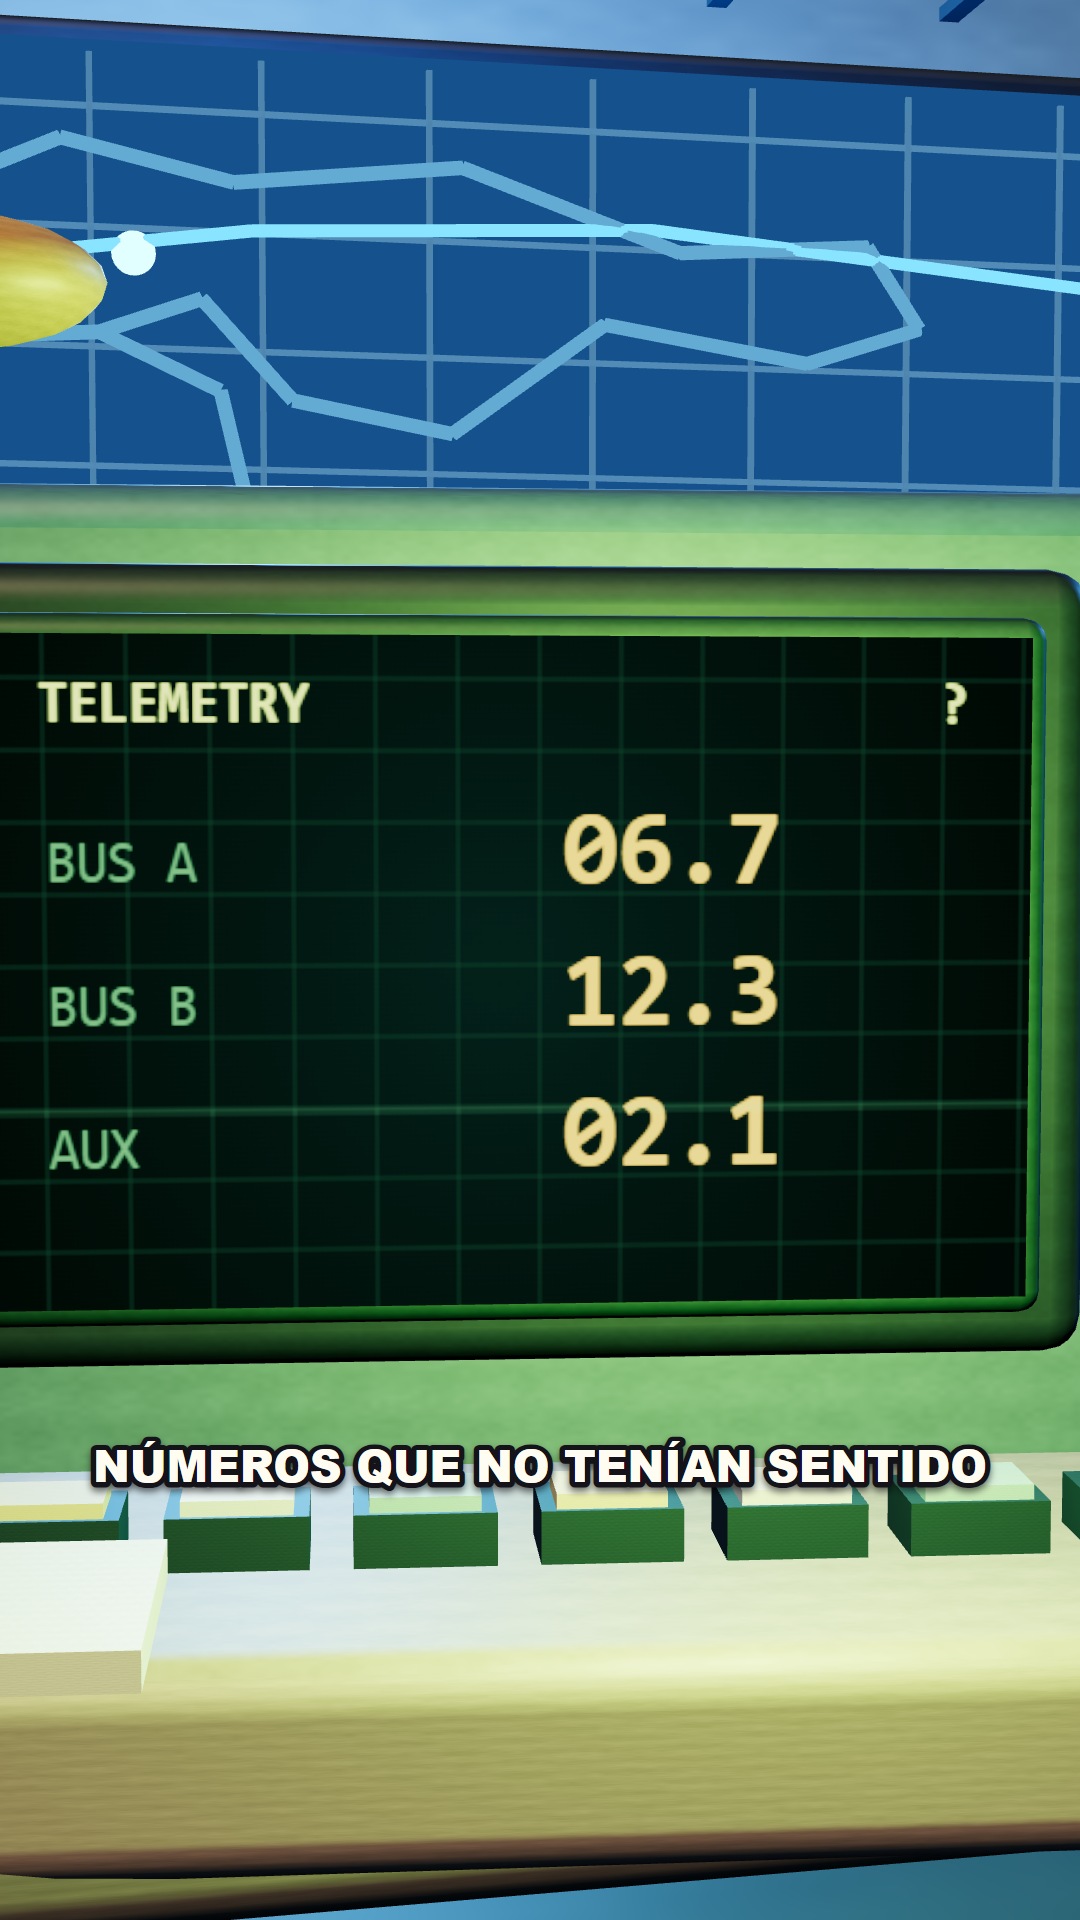 TELEMETRY ?
BUS A 06.7
BUS B 12.3
AUX 02.1
NÚMEROS QUE NO TENÍAN SENTIDO